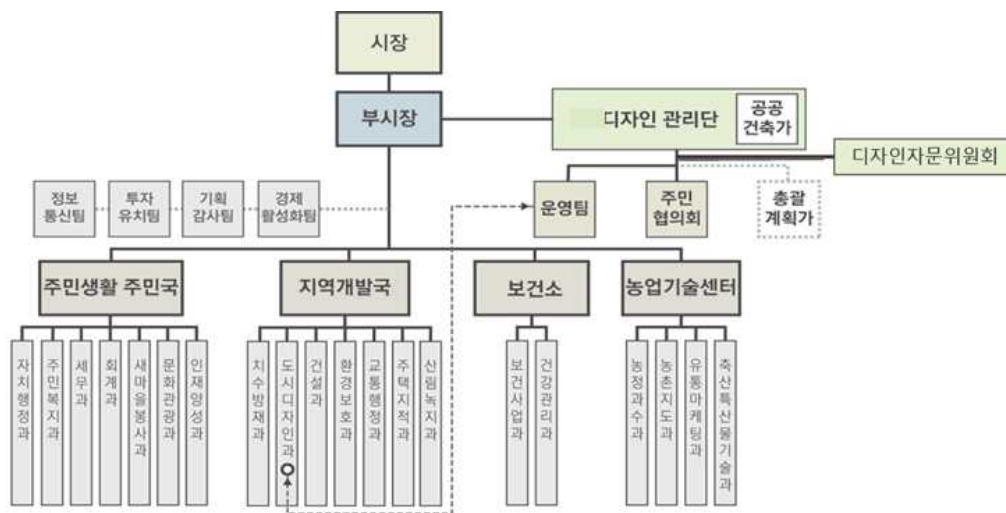 시장
부시장
디자인 관리단
공공
건축가
디자인자문위원회
정보
통신팀
투자
유치팀
기획
감사팀
경제
활성화팀
운영팀
주민
협의회
총괄
계획가
주민생활 주민국
지역개발국
보건소
농업기술센터
자치행정과
주민복지과
세무과
회계과
새마을봉사과
문화관광과
인재양성과
치수방재과
도시디자인과
건설과
환경보호과
교통행정과
주택지적과
산림녹지과
보건사업과
건강관리과
농정과수과
농촌지도과
유통마케팅과
축산특산물기술과